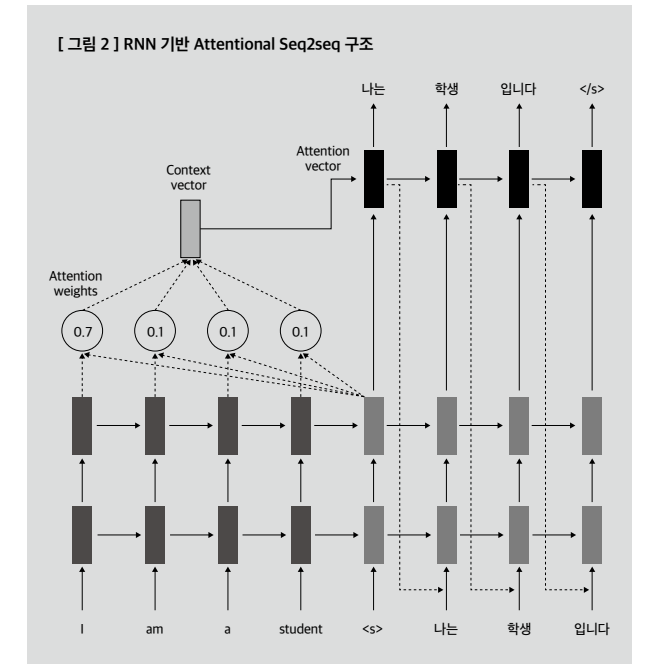 [ 그림 2 ] RNN 기반 Attentional Seq2seq 구조
나는 학생 입니다 </s>
Attention
vector
Context
vector
Attention
weights
0.7 0.1 0.1 0.1
I am a student <s> 나는 학생 입니다